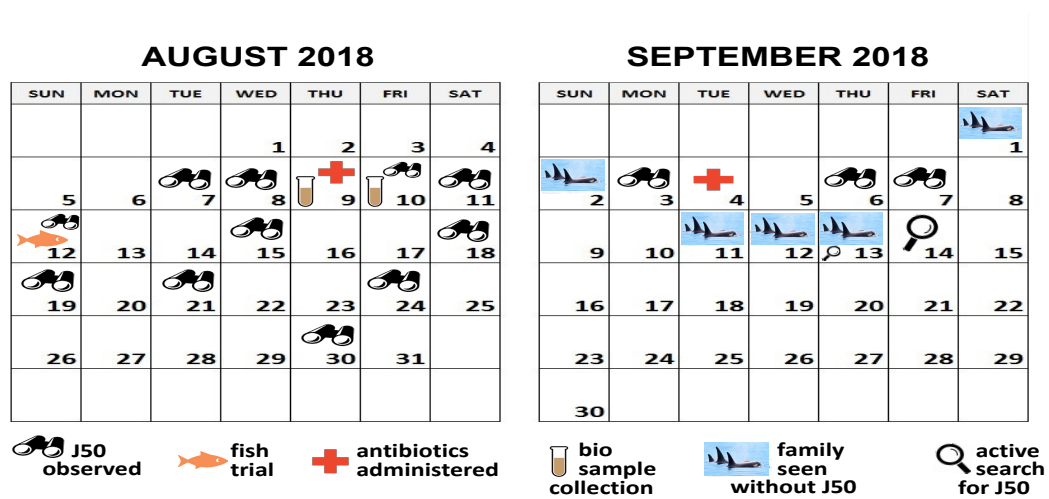 AUGUST 2018
SUN MON TUE WED THU FRI SAT
1 2 3 4
5 6 7 8 9 10 11
12 13 14 15 16 17 18
19 20 21 22 23 24 25
26 27 28 29 30 31
SEPTEMBER 2018
SUN MON TUE WED THU FRI SAT
1
2 3 4 5 6 7 8
9 10 11 12 13 14 15
16 17 18 19 20 21 22
23 24 25 26 27 28 29
30
J50
observed
fish
trial
antibiotics
administered
bio
sample
collection
family
seen
without J50
active
search
for J50